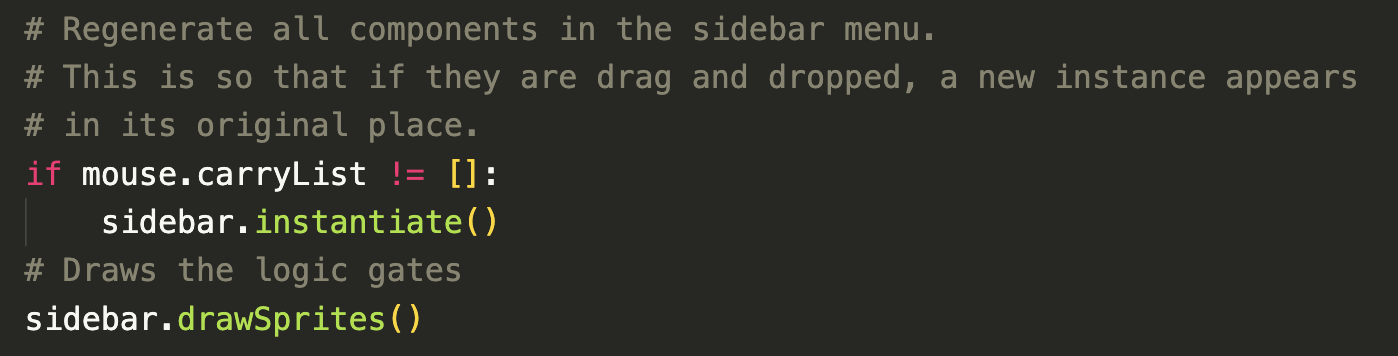 # Regenerate all components in the sidebar menu.
# This is so that if they are drag and dropped, a new instance appears
# in its original place.
if mouse.carryList != []:
    sidebar.instantiate()
# Draws the logic gates
sidebar.drawSprites()